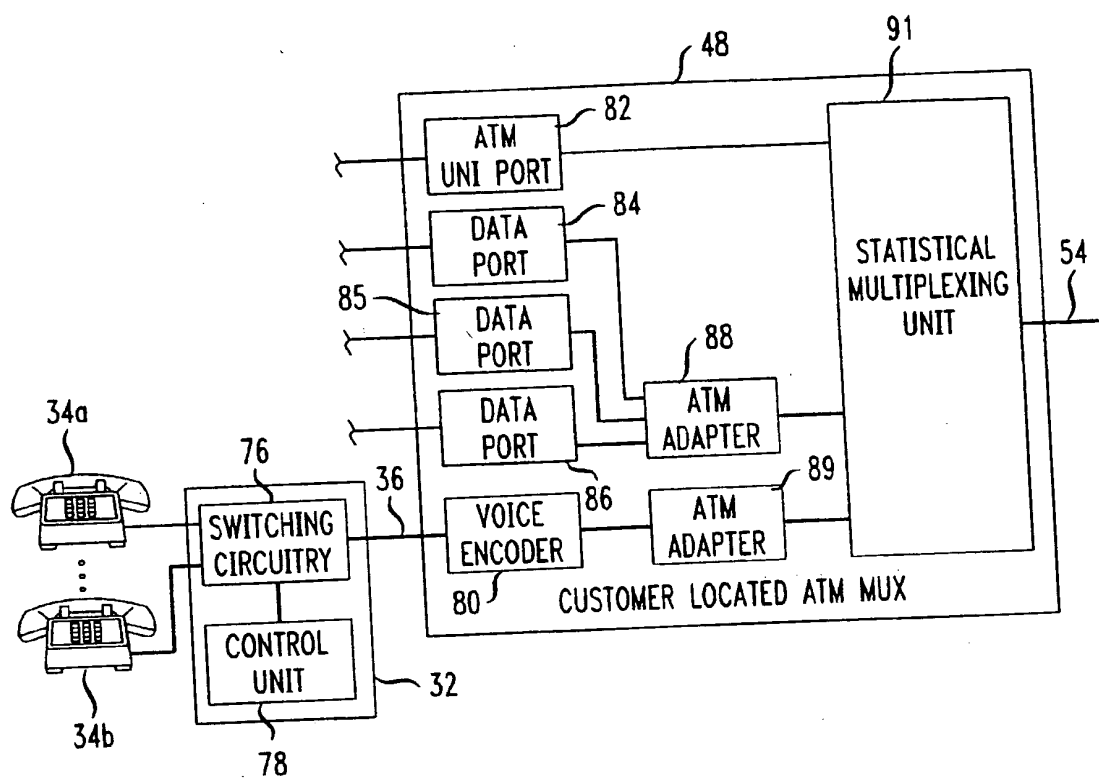 91
48
82
ATM
UNI PORT
84
DATA
PORT
85
DATA
PORT
STATISTICAL
MULTIPLEXING
UNIT
54
88
ATM
ADAPTER
DATA
PORT
86
34a
76
36
SWITCHING
CIRCUITRY
VOICE
ENCODER
80
89
ATM
ADAPTER
CUSTOMER LOCATED ATM MUX
CONTROL
UNIT
32
34b
78